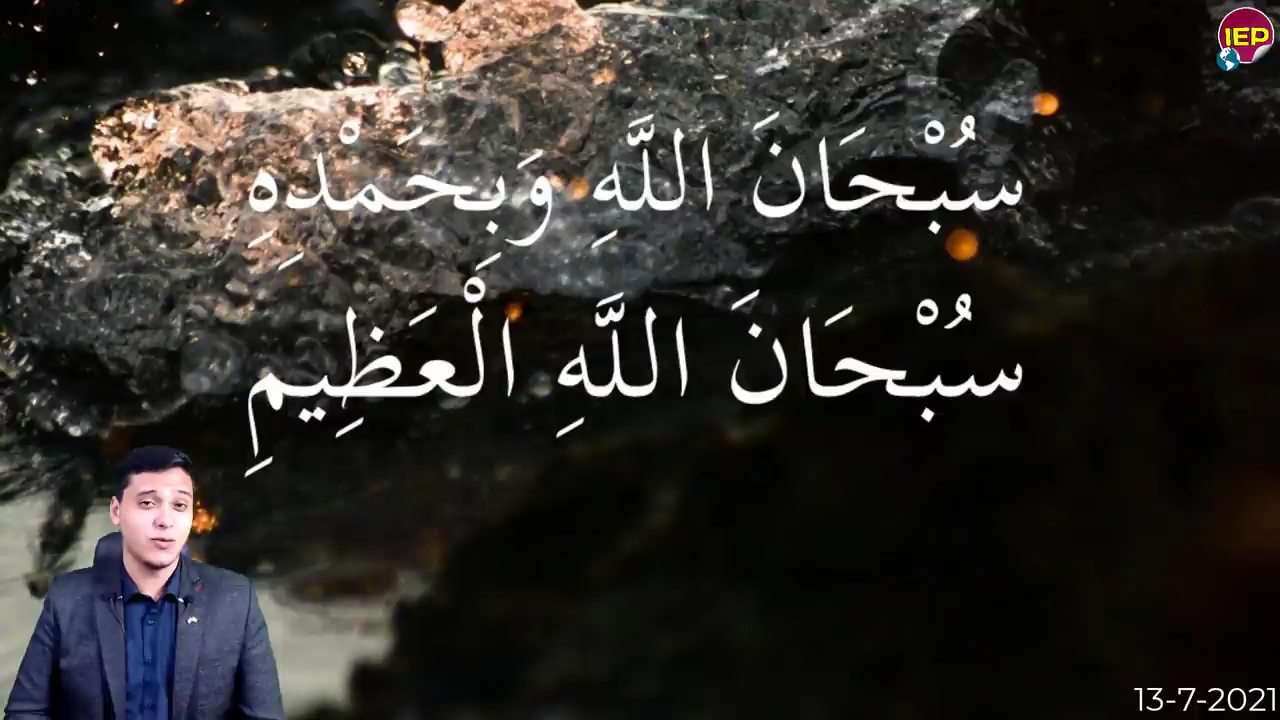 IEP
سُبْحَانَ اللَّهِ وَبِحَمْدِهِ
سُبْحَانَ اللَّهِ الْعَظِيمِ
13-7-2021